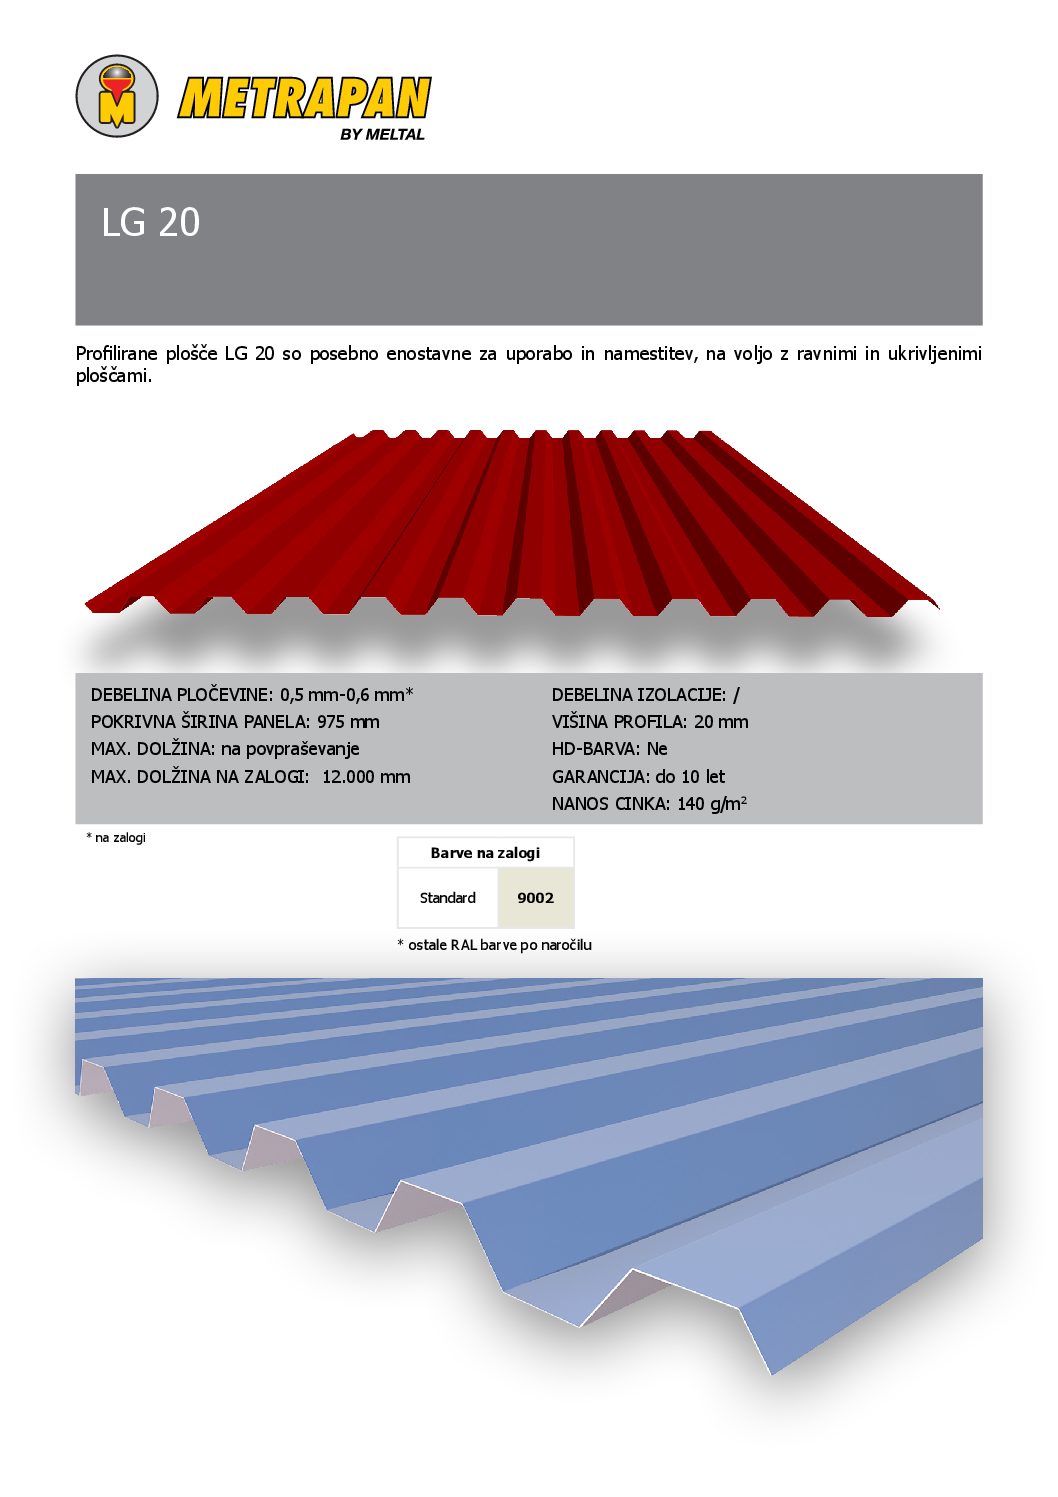 METRAPAN
BY MELTAL
M
LG 20
Profilirane plošče LG 20 so posebno enostavne za uporabo in namestitev, na voljo z ravnimi in ukrivljenimi
ploščami.
DEBELINA PLOČEVINE: 0,5 mm-0,6 mm*
POKRIVNA ŠIRINA PANELA: 975 mm
MAX. DOLŽINA: na povpraševanje
MAX. DOLŽINA NA ZALOGI: 12.000 mm
DEBELINA IZOLACIJE: /
VIŠINA PROFILA: 20 mm
HD-BARVA: Ne
GARANCIJA: do 10 let
NANOS CINKA: 140 g/m²
* na zalogi
Barve na zalogi
Standard 9002
* ostale RAL barve po naročilu